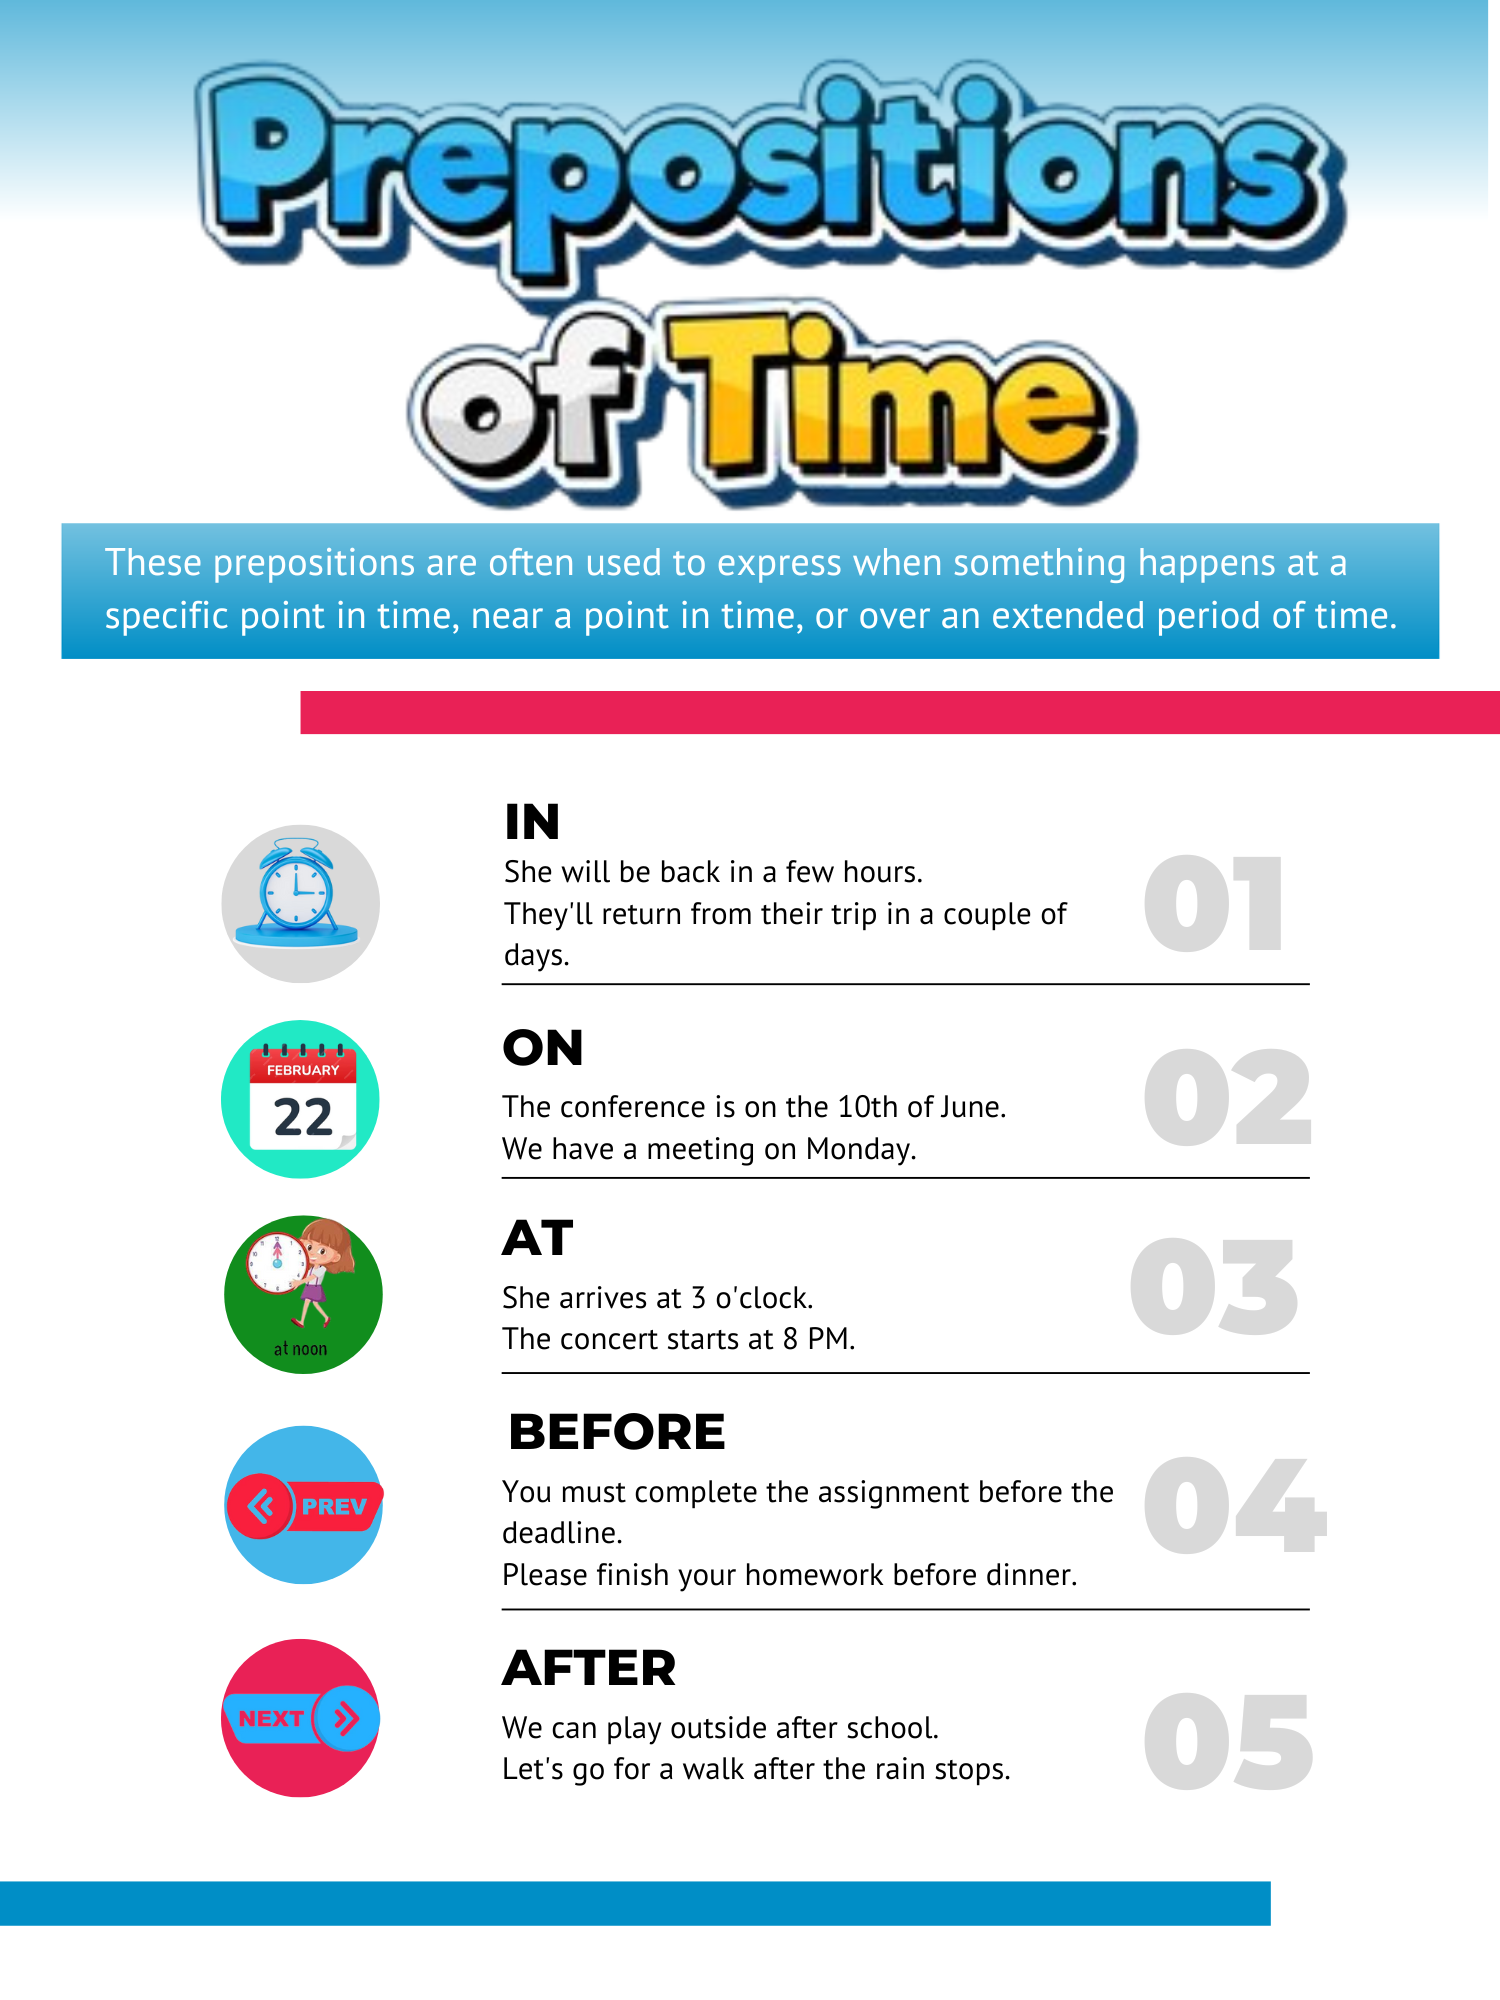 Prepositions
of Time
These prepositions are often used to express when something happens at a
specific point in time, near a point in time, or over an extended period of time.
IN
She will be back in a few hours.
They'll return from their trip in a couple of
days.
01
FEBRUARY
22
ON
The conference is on the 10th of June.
We have a meeting on Monday.
02
at noon
AT
She arrives at 3 o'clock.
The concert starts at 8 PM.
03
PREV
BEFORE
You must complete the assignment before the
deadline.
Please finish your homework before dinner.
04
NEXT
AFTER
We can play outside after school.
Let's go for a walk after the rain stops.
05